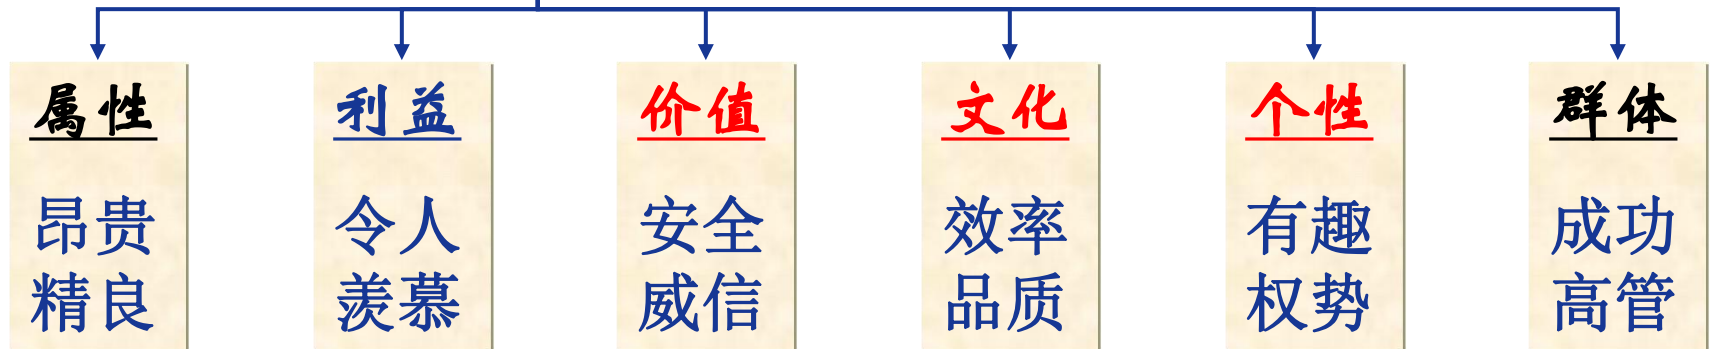 属性
昂贵
精良
利益
令人
羡慕
价值
安全
威信
文化
效率
品质
个性
有趣
权势
群体
成功
高管